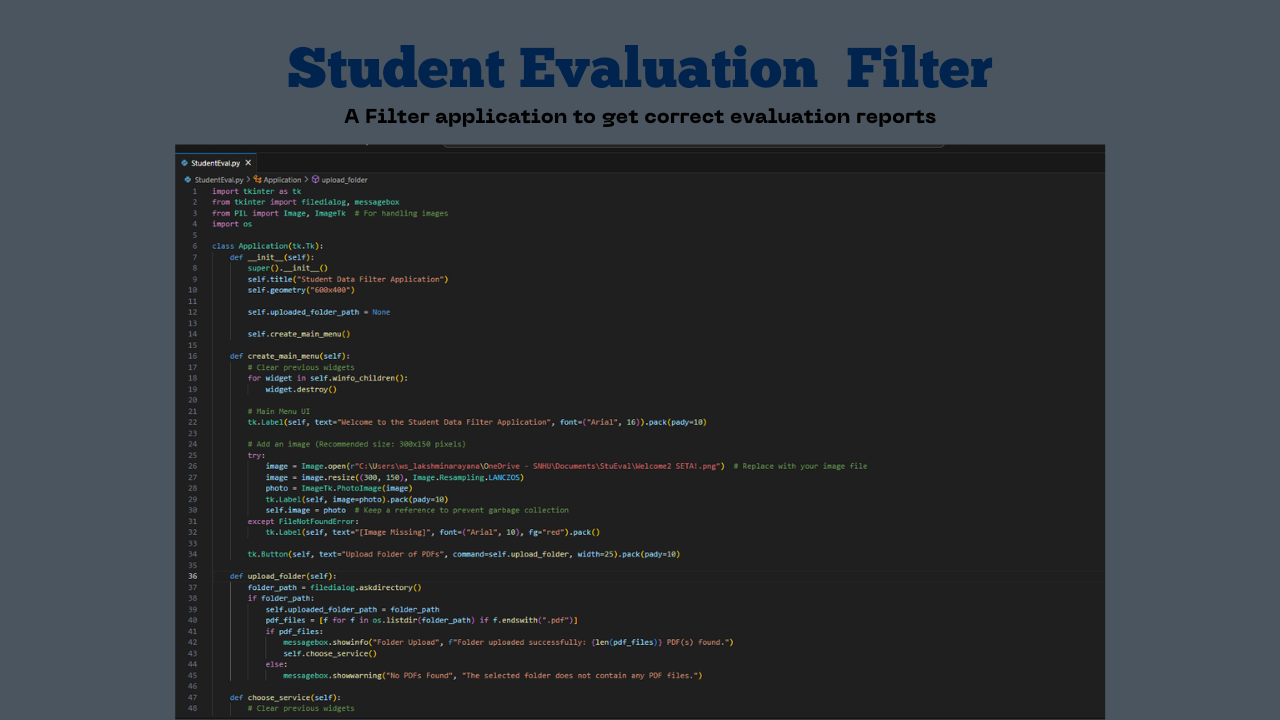 Student Evaluation Filter
A Filter application to get correct evaluation reports
StudentEval.py ×
StudentEval.py > Application > upload_folder
1 import tkinter as tk
2 from tkinter import filedialog, messagebox
3 from PIL import Image, ImageTk  # For handling images
4 import os
5
6 class Application(tk.Tk):
7     def __init__(self):
8         super().__init__()
9         self.title("Student Data Filter Application")
10         self.geometry("600x400")
11
12         self.uploaded_folder_path = None
13
14         self.create_main_menu()
15
16     def create_main_menu(self):
17         # Clear previous widgets
18         for widget in self.winfo_children():
19             widget.destroy()
20
21         # Main Menu UI
22         tk.Label(self, text="Welcome to the Student Data Filter Application", font=("Arial", 16)).pack(pady=10)
23
24         # Add an image (Recommended size: 300x150 pixels)
25         try:
26             image = Image.open(r"C:\Users\ws_lakshminarayana\OneDrive - SNHU\Documents\StuEval\Welcome2 SETA!.png")  # Replace with your image file
27             image = image.resize((300, 150), Image.Resampling.LANCZOS)
28             photo = ImageTk.PhotoImage(image)
29             tk.Label(self, image=photo).pack(pady=10)
30             self.image = photo  # Keep a reference to prevent garbage collection
31         except FileNotFoundError:
32             tk.Label(self, text="[Image Missing]", font=("Arial", 10), fg="red").pack()
33
34         tk.Button(self, text="Upload Folder of PDFs", command=self.upload_folder, width=25).pack(pady=10)
35
36     def upload_folder(self):
37         folder_path = filedialog.askdirectory()
38         if folder_path:
39             self.uploaded_folder_path = folder_path
40             pdf_files = [f for f in os.listdir(folder_path) if f.endswith(".pdf")]
41             if pdf_files:
42                 messagebox.showinfo("Folder Upload", f"Folder uploaded successfully: {len(pdf_files)} PDF(s) found.")
43                 self.choose_service()
44             else:
45                 messagebox.showwarning("No PDFs Found", "The selected folder does not contain any PDF files.")
46
47     def choose_service(self):
48         # Clear previous widgets